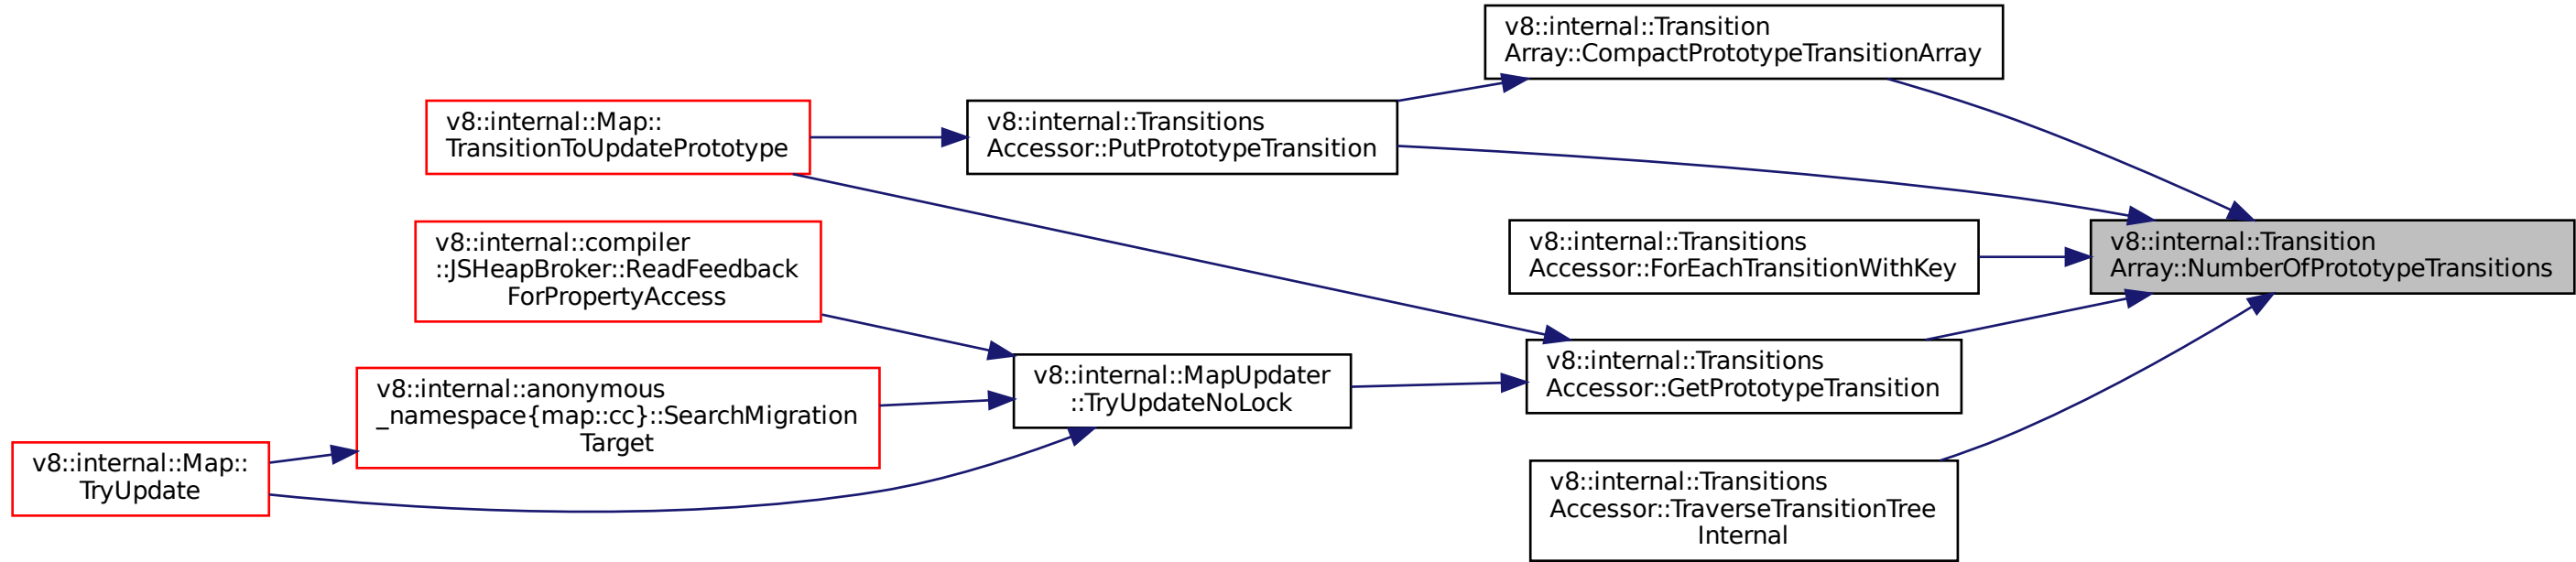 v8::internal::Transition
Array::CompactPrototypeTransitionArray
v8::internal::Map::
TransitionToUpdatePrototype
v8::internal::Transitions
Accessor::PutPrototypeTransition
v8::internal::compiler
::JSHeapBroker::ReadFeedback
ForPropertyAccess
v8::internal::Transitions
Accessor::ForEachTransitionWithKey
v8::internal::Transition
Array::NumberOfPrototypeTransitions
v8::internal::MapUpdater
::TryUpdateNoLock
v8::internal::Transitions
Accessor::GetPrototypeTransition
v8::internal::anonymous
_namespace{map::cc}::SearchMigration
Target
v8::internal::Map::
TryUpdate
v8::internal::Transitions
Accessor::TraverseTransitionTree
Internal